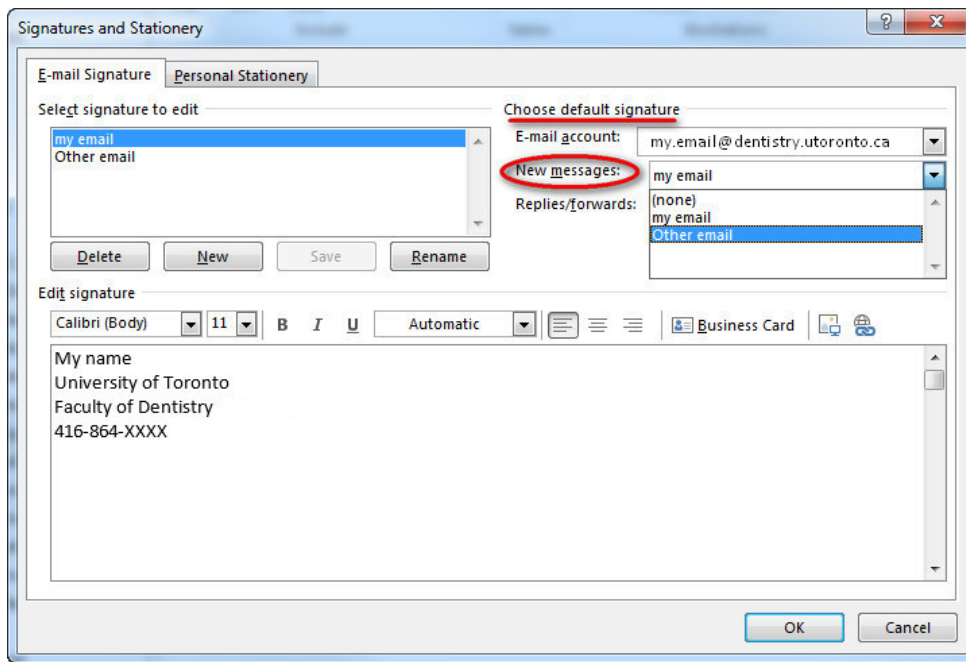 Signatures and Stationery
E-mail Signature
Personal Stationery
Select signature to edit
my email
Other email
Delete
New
Save
Rename
Choose default signature
E-mail account:
my.email@dentistry.utoronto.ca
New messages:
my email
Replies/forwards:
(none)
my email
Other email
Edit signature
Calibri (Body)
11
B
I
U
Automatic
Business Card
My name
University of Toronto
Faculty of Dentistry
416-864-XXXX
OK
Cancel